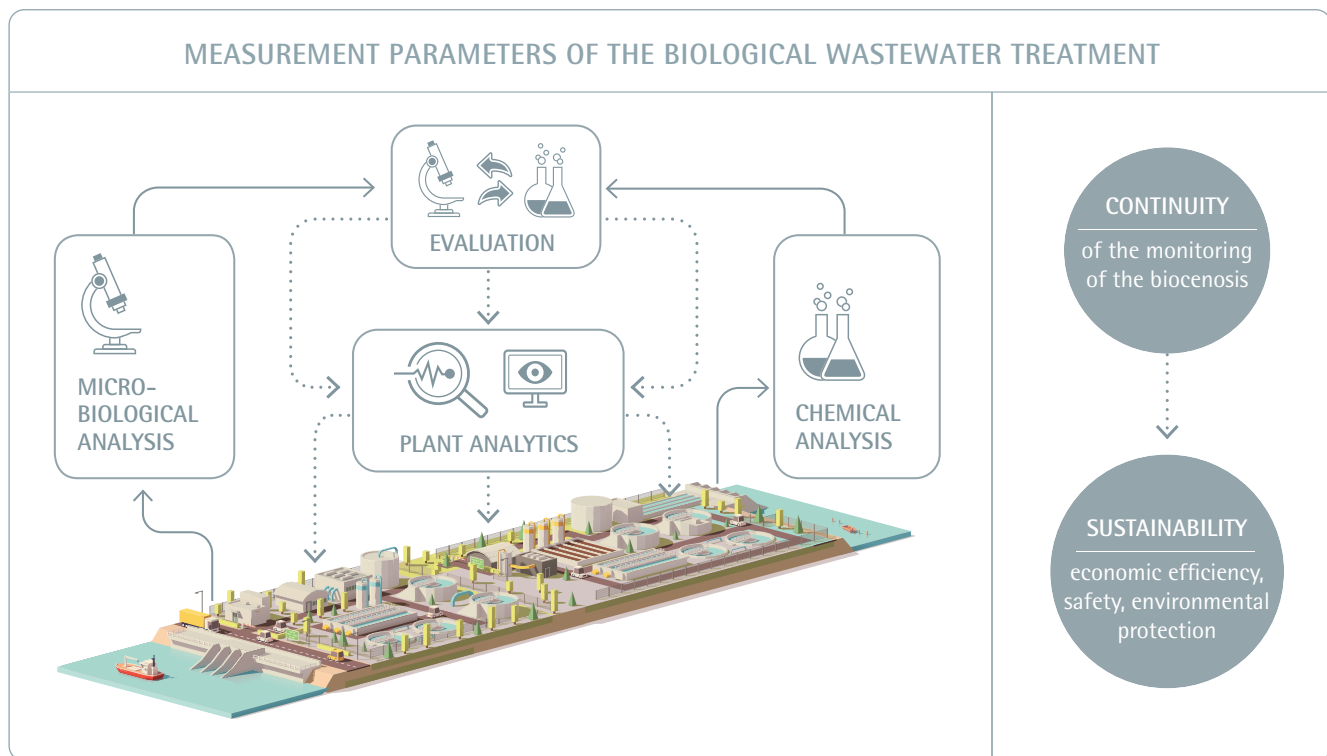 MEASUREMENT PARAMETERS OF THE BIOLOGICAL WASTEWATER TREATMENT
EVALUATION
MICRO-
BIOLOGICAL
ANALYSIS
PLANT ANALYTICS
CHEMICAL
ANALYSIS
CONTINUITY
of the monitoring
of the biocenosis
SUSTAINABILITY
economic efficiency,
safety, environmental
protection